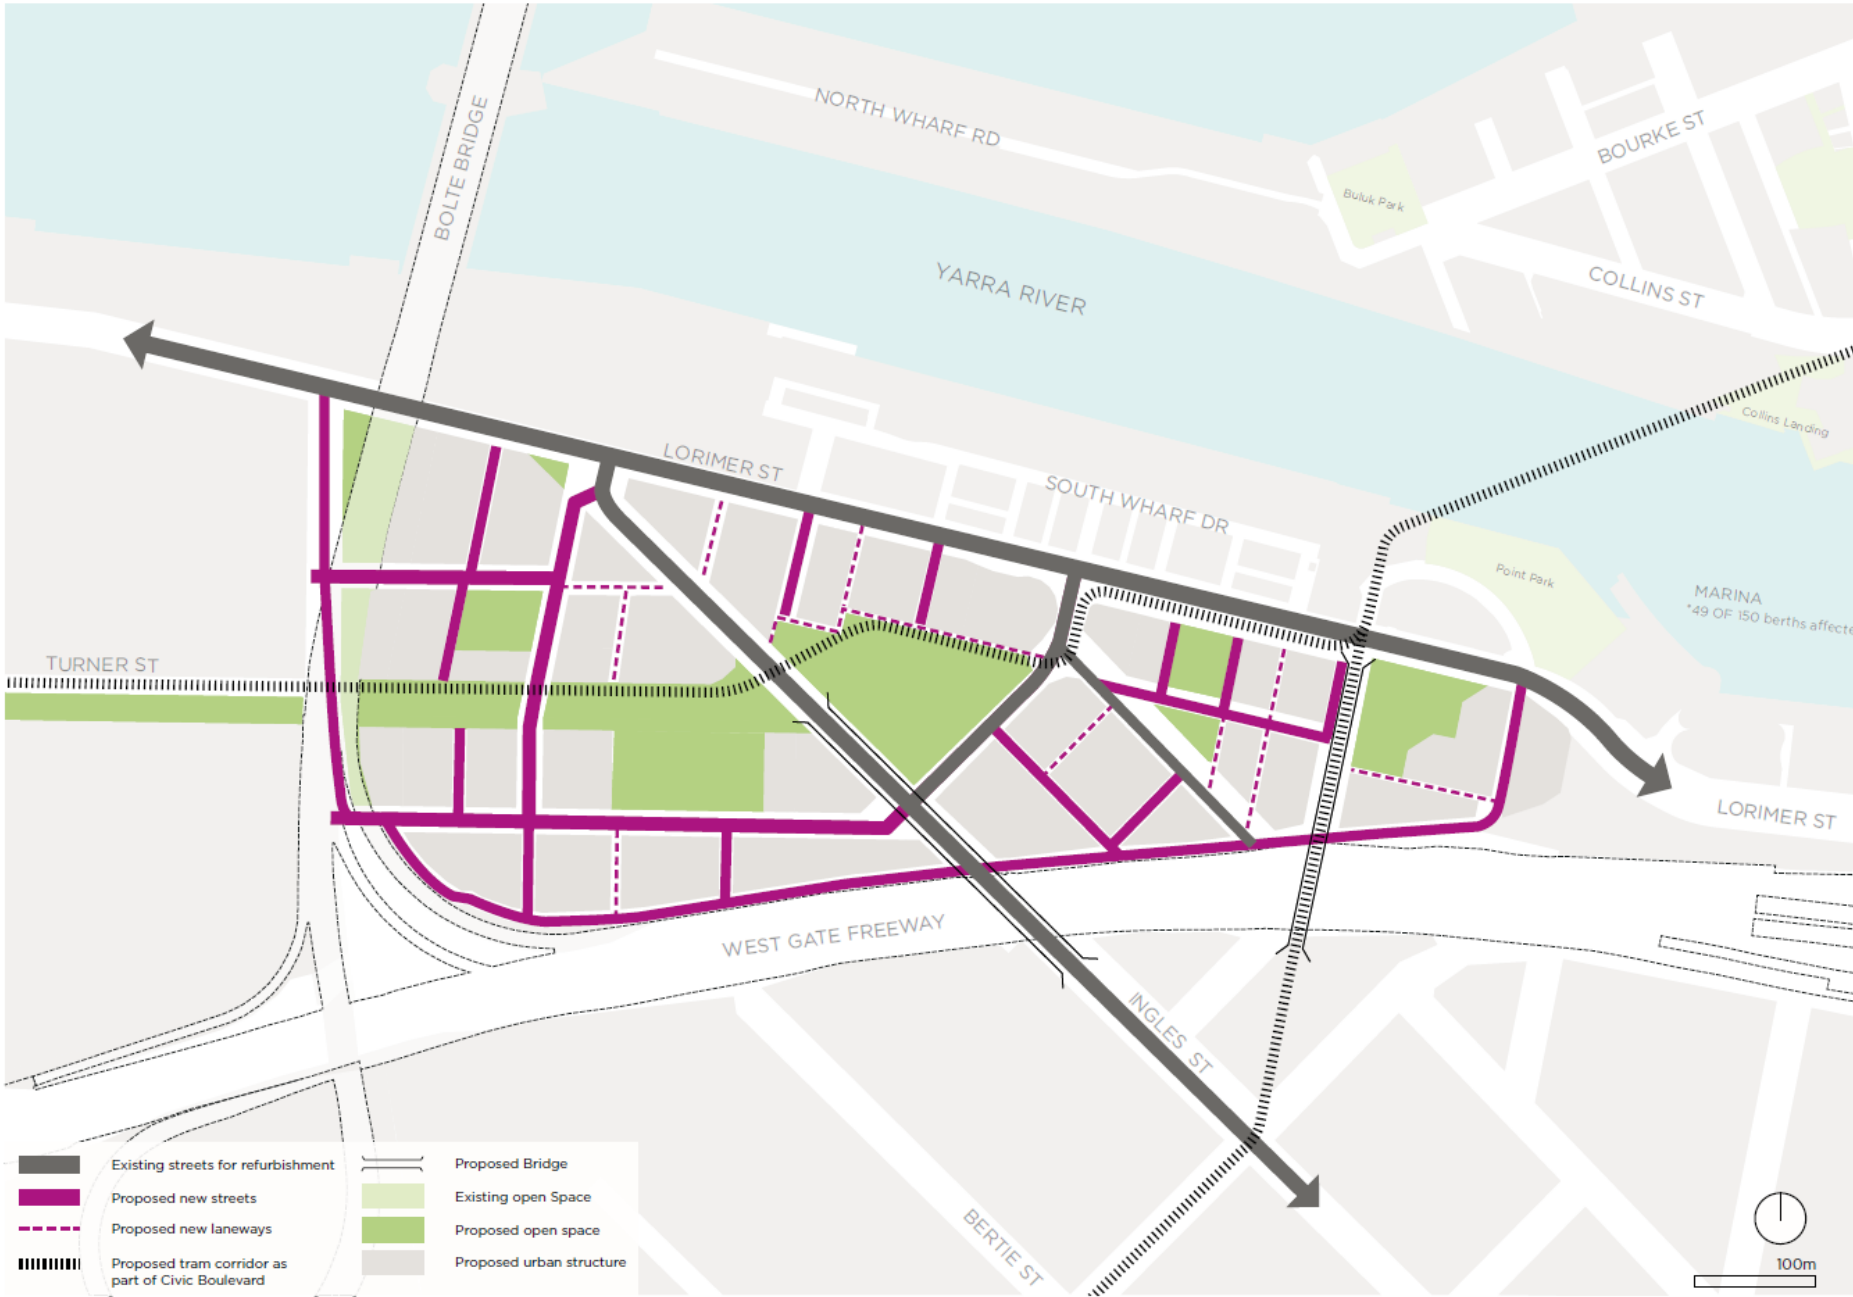 BOLTE BRIDGE
NORTH WHARF RD
BOURKE ST
Buluk Park
COLLINS ST
YARRA RIVER
Collins Landing
LORIMER ST
SOUTH WHARF DR
Point Park
MARINA
*49 OF 150 berths affecte
TURNER ST
LORIMER ST
WEST GATE FREEWAY
INGLES ST
BERTIE ST
Existing streets for refurbishment
Proposed new streets
Proposed new laneways
Proposed tram corridor as
part of Civic Boulevard
Proposed Bridge
Existing open Space
Proposed open space
Proposed urban structure
100m